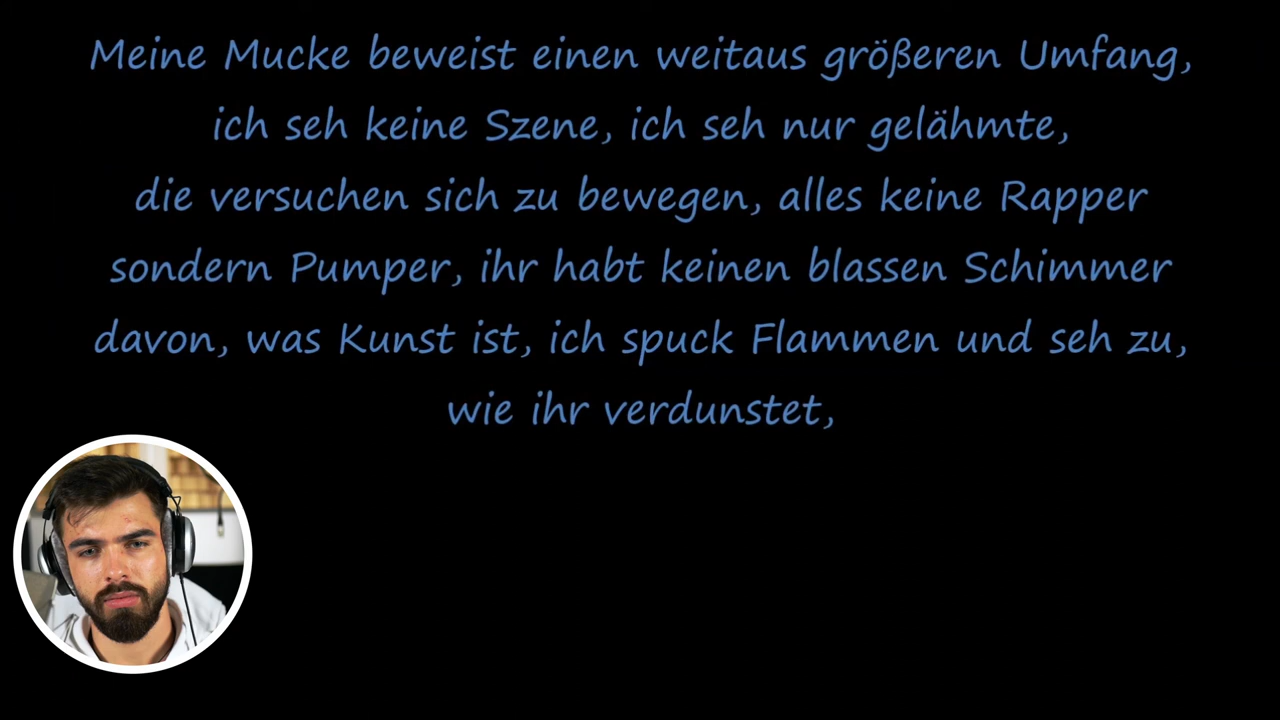 Meine Mucke beweist einen weitaus größeren Umfang,
ich seh keine Szene, ich seh nur gelähmte,
die versuchen sich zu bewegen, alles keine Rapper
sondern Pumper, ihr habt keinen blassen Schimmer
davon, was Kunst ist, ich spuck Flammen und seh zu,
wie ihr verdunstet,